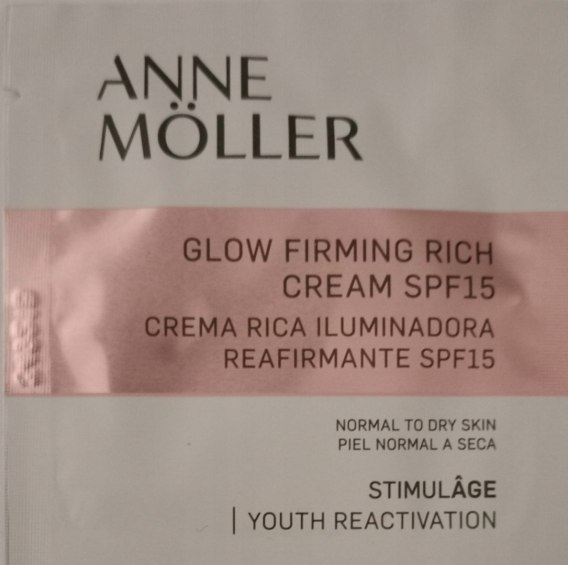 ANNE
MÖLLER
GLOW FIRMING RICH
CREAM SPF15
CREMA RICA ILUMINADORA
REAFIRMANTE SPF15
NORMAL TO DRY SKIN
PIEL NORMAL A SECA
STIMULÂGE
| YOUTH REACTIVATION